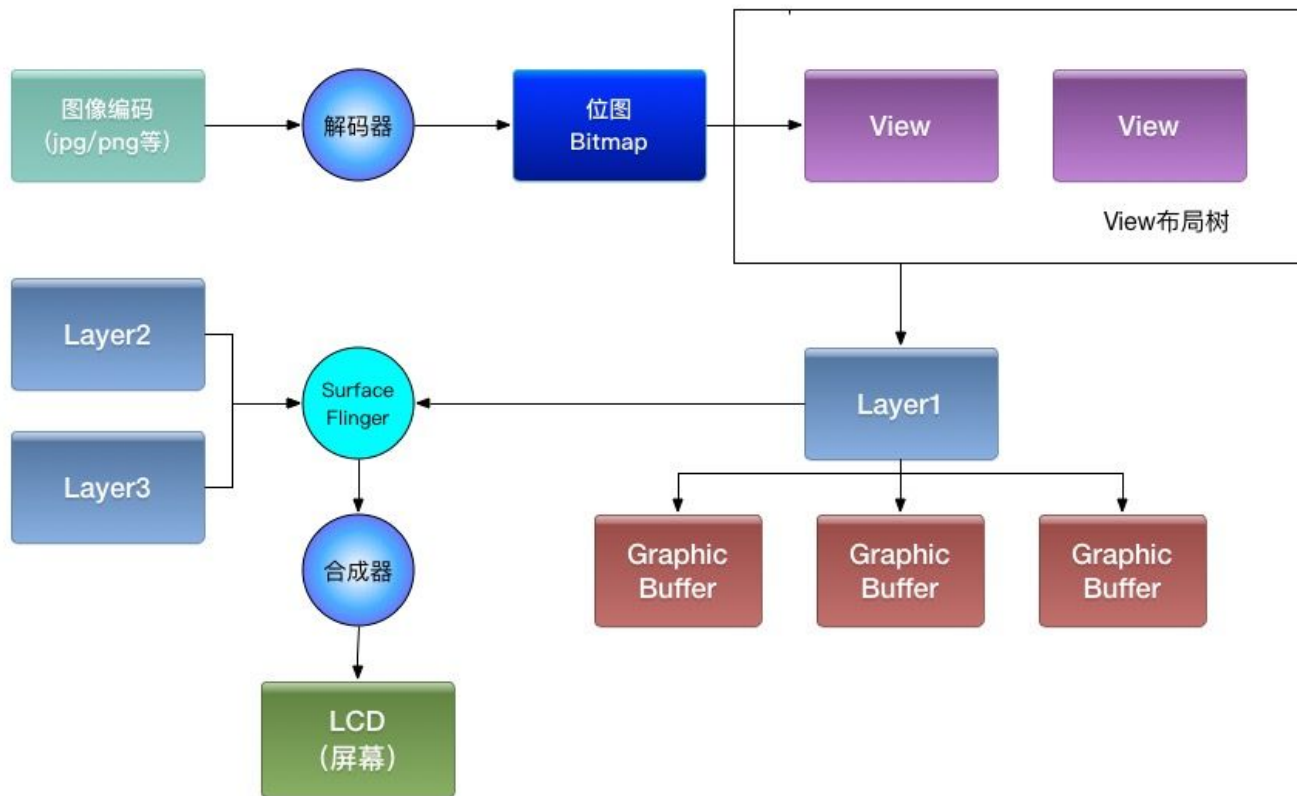 图像编码
（jpg/png等）
解码器
位图
Bitmap
View
View
View布局树
Layer2
Layer3
Surface
Flinger
Layer1
合成器
Graphic
Buffer
Graphic
Buffer
Graphic
Buffer
LCD
（屏幕）